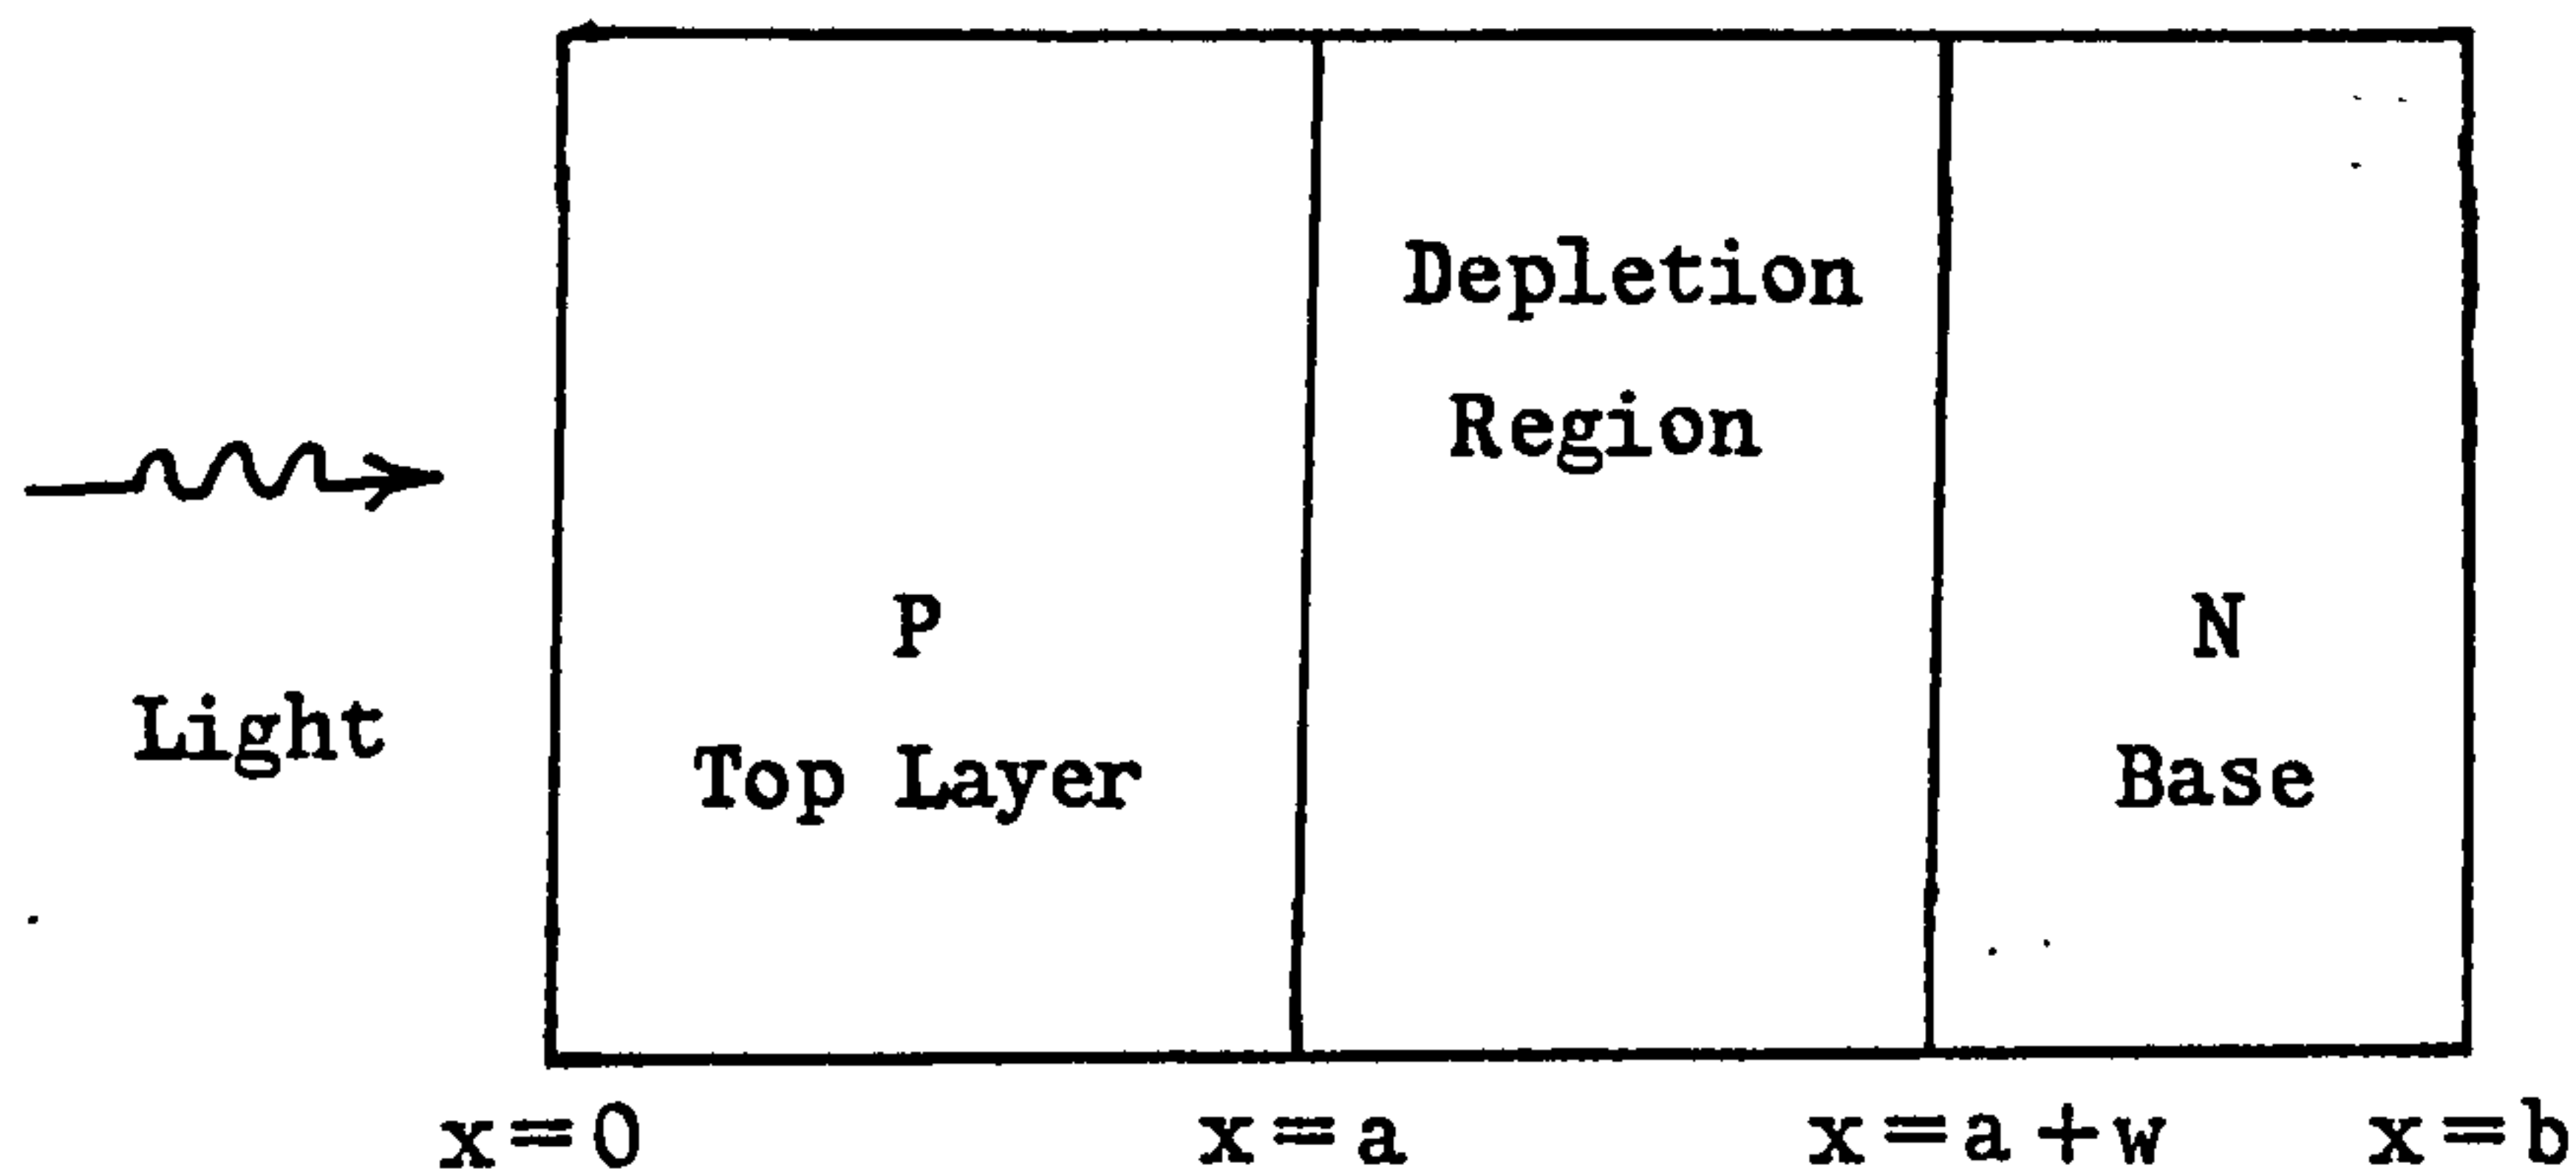 Depletion
Region
P
Top Layer
N
Base
Light
x=0
x=a
x=a+w
x=b